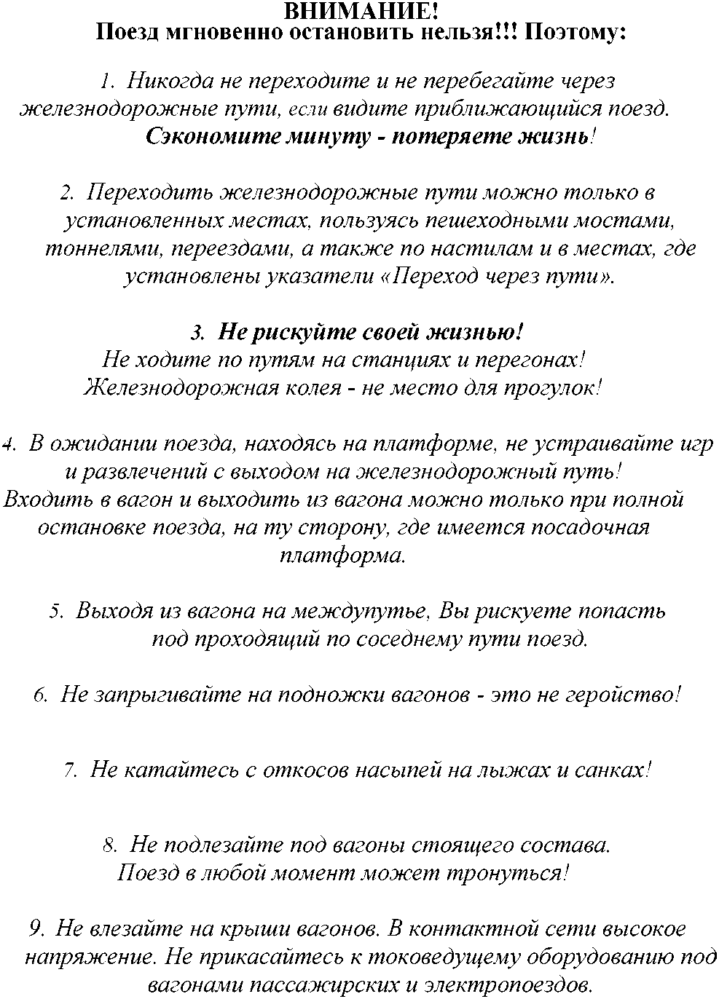 ВНИМАНИЕ!
Поезд мгновенно остановить нельзя!!! Поэтому:
1. Никогда не переходите и не перебегайте через
железнодорожные пути, если видите приближающийся поезд.
Сэкономите минуту - потеряете жизнь!
2. Переходить железнодорожные пути можно только в
установленных местах, пользуясь пешеходными мостами,
тоннелями, переездами, а также по настилам и в местах, где
установлены указатели «Переход через пути».
3. Не рискуйте своей жизнью!
Не ходите по путям на станциях и перегонах!
Железнодорожная колея - не место для прогулок!
4. В ожидании поезда, находясь на платформе, не устраивайте игр
и развлечений с выходом на железнодорожный путь!
Входить в вагон и выходить из вагона можно только при полной
остановке поезда, на ту сторону, где имеется посадочная
платформа.
5. Выходя из вагона на междупутье, Вы рискуете попасть
под проходящий по соседнему пути поезд.
6. Не запрыгивайте на подножки вагонов - это не геройство!
7. Не катайтесь с откосов насыпей на лыжах и санках!
8. Не подлезайте под вагоны стоящего состава.
Поезд в любой момент может тронуться!
9. Не влезайте на крыши вагонов. В контактной сети высокое
напряжение. Не прикасайтесь к токоведущему оборудованию под
вагонами пассажирских и электропоездов.